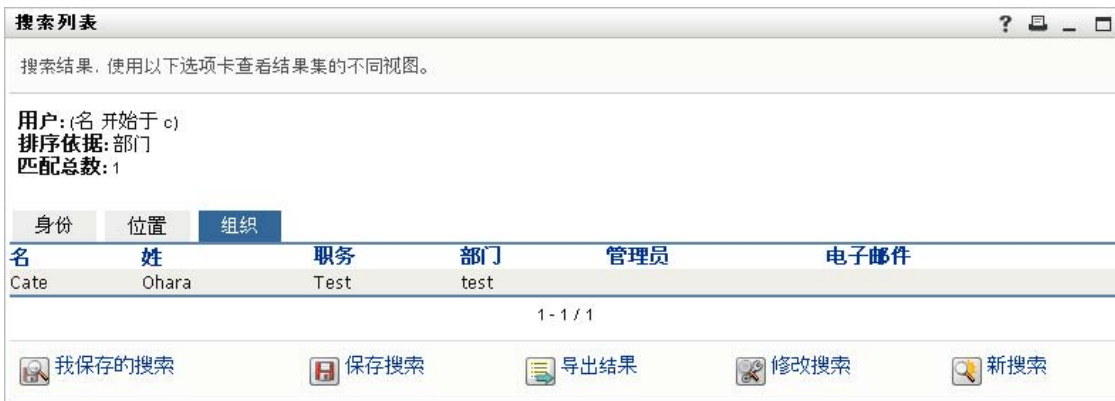 搜索列表
搜索结果. 使用以下选项卡查看结果集的不同视图。
用户: (名 开始于 c)
排序依据: 部门
匹配总数: 1
身份 位置 组织
名 姓 职务 部门 管理员 电子邮件
Cate Ohara Test test
1 - 1 / 1
我保存的搜索 保存搜索 导出结果 修改搜索 新搜索